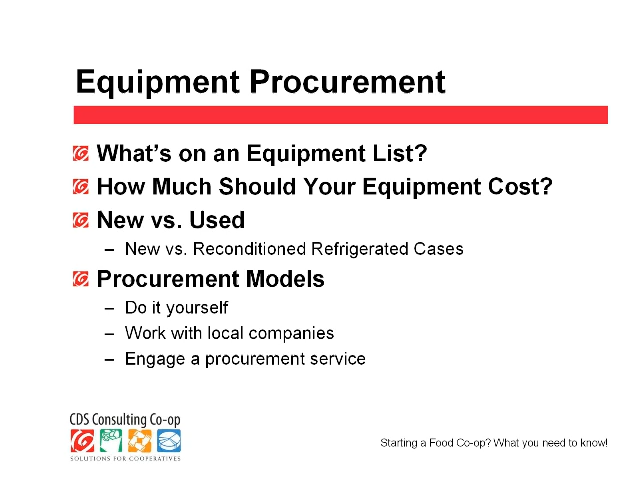 Equipment Procurement
What's on an Equipment List?
How Much Should Your Equipment Cost?
New vs. Used
– New vs. Reconditioned Refrigerated Cases
Procurement Models
– Do it yourself
– Work with local companies
– Engage a procurement service
CDS Consulting Co-op
SOLUTIONS FOR COOPERATIVES
Starting a Food Co-op? What you need to know!